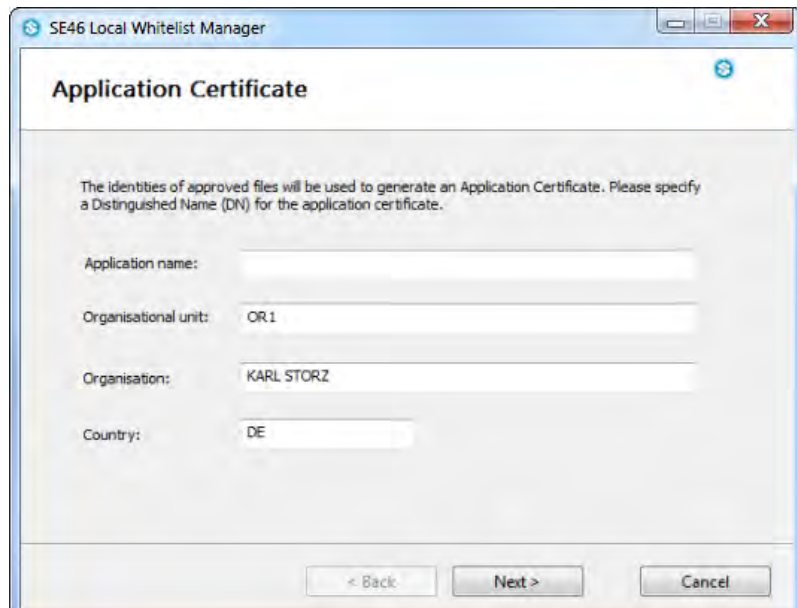 SE46 Local Whitelist Manager
Application Certificate
The identities of approved files will be used to generate an Application Certificate. Please specify
a Distinguished Name (DN) for the application certificate.
Application name:
Organisational unit: OR1
Organisation: KARL STORZ
Country: DE
< Back Next > Cancel